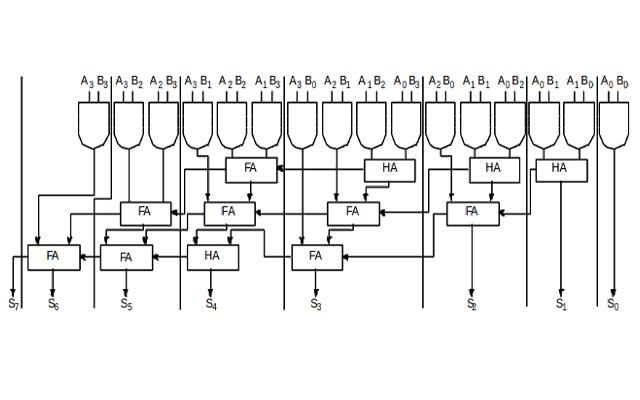 A3 B3 A3 B2 A2 B3 A3 B1 A2 B2 A1 B3 A3 B0 A2 B1 A1 B2 A0 B3 A2 B0 A1 B1 A0 B2 A0 B1 A1 B0 A0 B0
FA HA HA HA
FA FA FA FA
FA FA HA FA
S7 S6 S5 S4 S3 S2 S1 S0